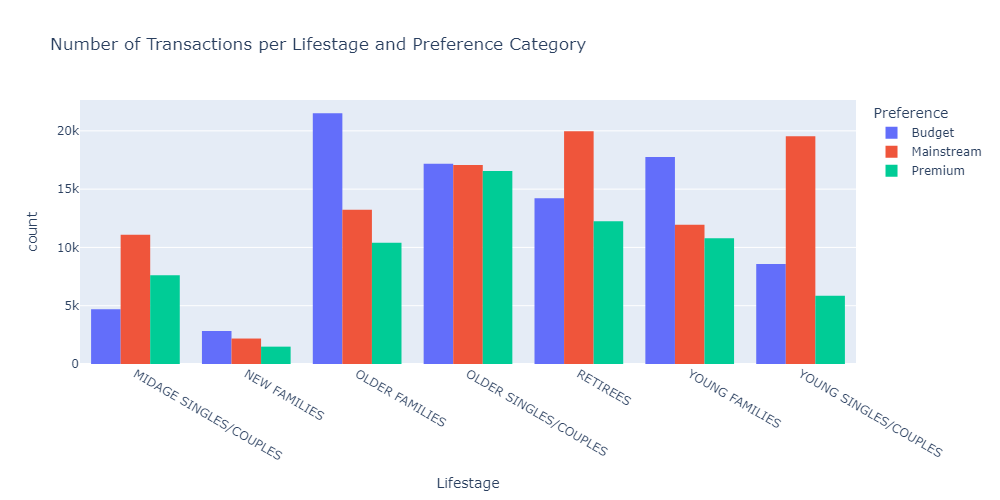 Number of Transactions per Lifestage and Preference Category
Preference
Budget
Mainstream
Premium
20k
15k
10k
5k
0
count
MIDAGE SINGLES/COUPLES
NEW FAMILIES
OLDER FAMILIES
OLDER SINGLES/COUPLES
RETIREES
YOUNG FAMILIES
YOUNG SINGLES/COUPLES
Lifestage